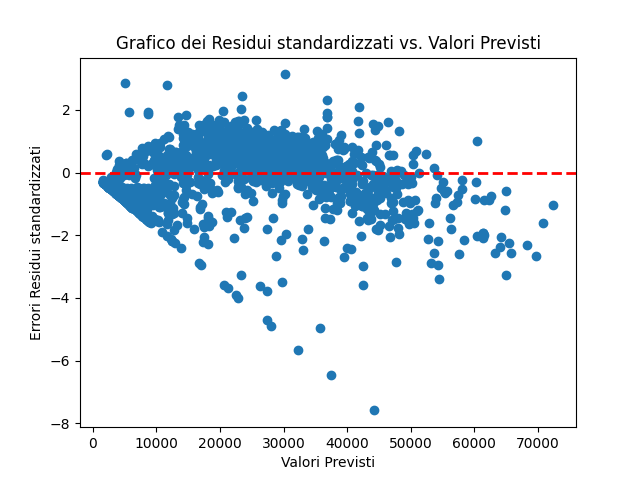 Grafico dei Residui standardizzati vs. Valori Previsti
Errori Residui standardizzati
2
0
−2
−4
−6
−8
0 10000 20000 30000 40000 50000 60000 70000
Valori Previsti